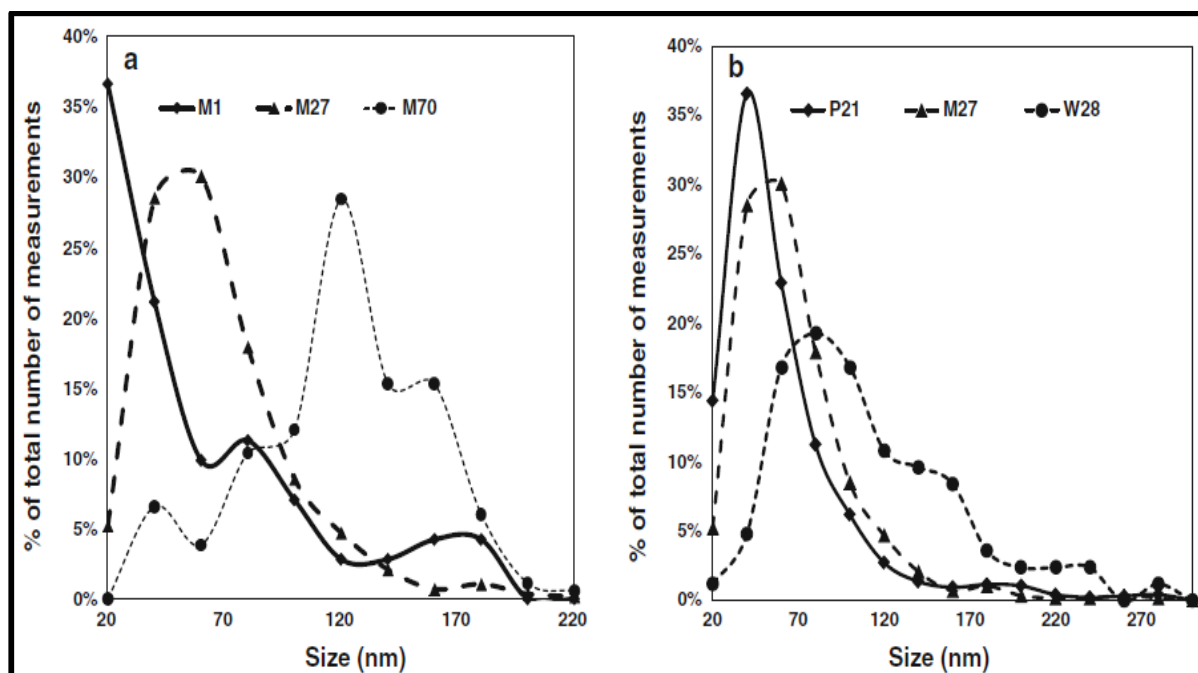 a
M1 M27 M70
% of total number of measurements
40%
35%
30%
25%
20%
15%
10%
5%
0%
20 70 120 170 220
Size (nm)
b
P21 M27 W28
% of total number of measurements
40%
35%
30%
25%
20%
15%
10%
5%
0%
20 70 120 170 220 270
Size (nm)